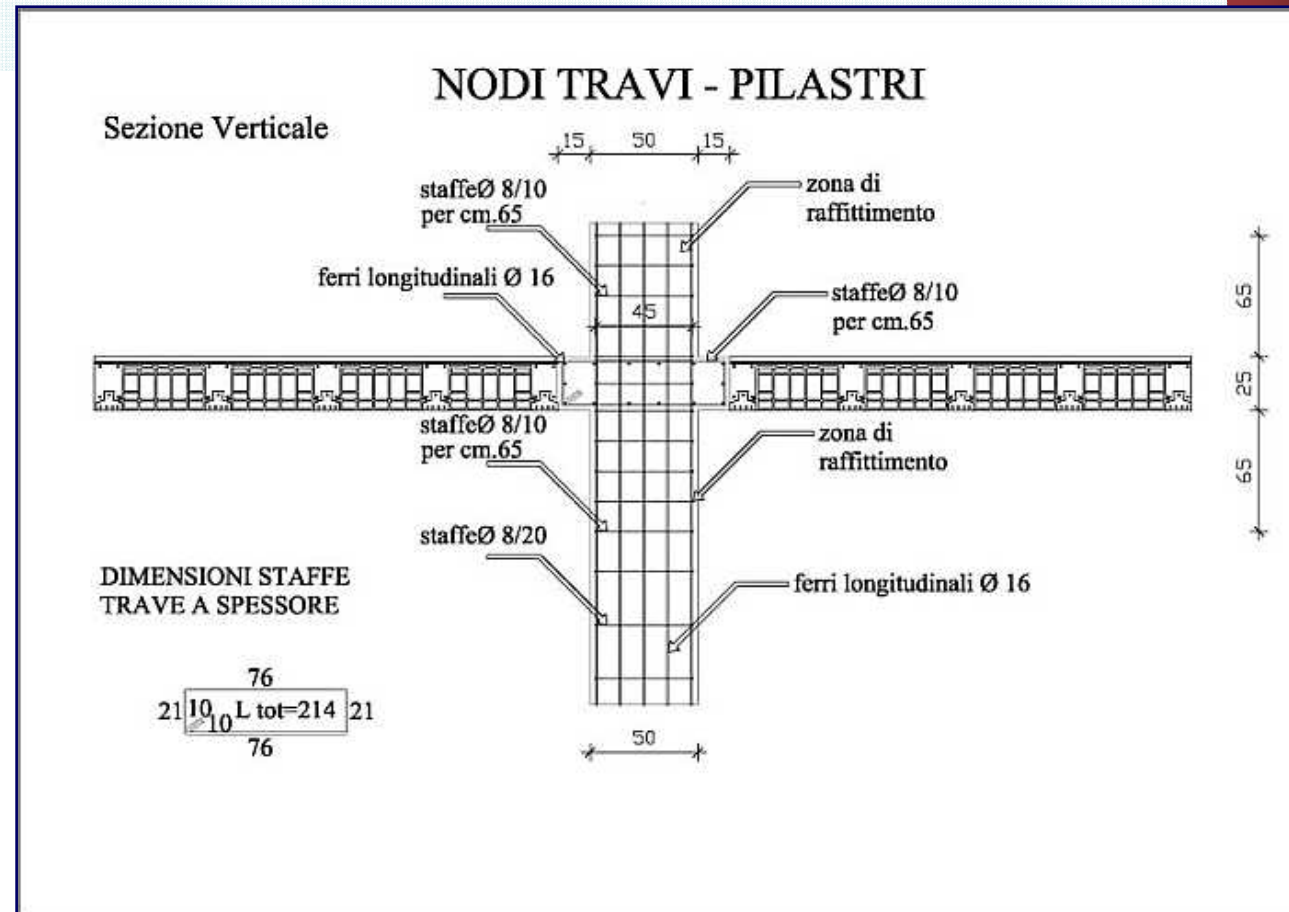 NODI TRAVI - PILASTRI
Sezione Verticale
15
50
15
staffeØ 8/10
per cm.65
zona di
raffittimento
ferri longitudinali Ø 16
staffeØ 8/10
per cm.65
45
65
25
65
staffeØ 8/10
per cm.65
zona di
raffittimento
staffeØ 8/20
ferri longitudinali Ø 16
DIMENSIONI STAFFE
TRAVE A SPESSORE
76
21 10 10 L tot=214 21
76
50